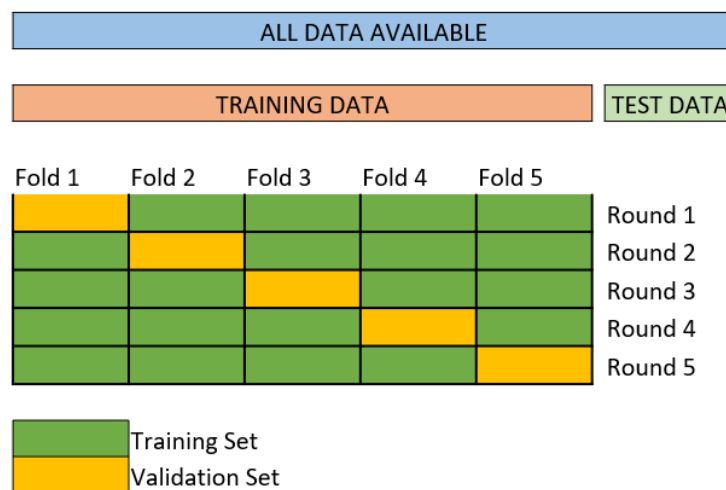 ALL DATA AVAILABLE
TRAINING DATA
TEST DATA
Fold 1 Fold 2 Fold 3 Fold 4 Fold 5
Round 1
Round 2
Round 3
Round 4
Round 5
Training Set
Validation Set